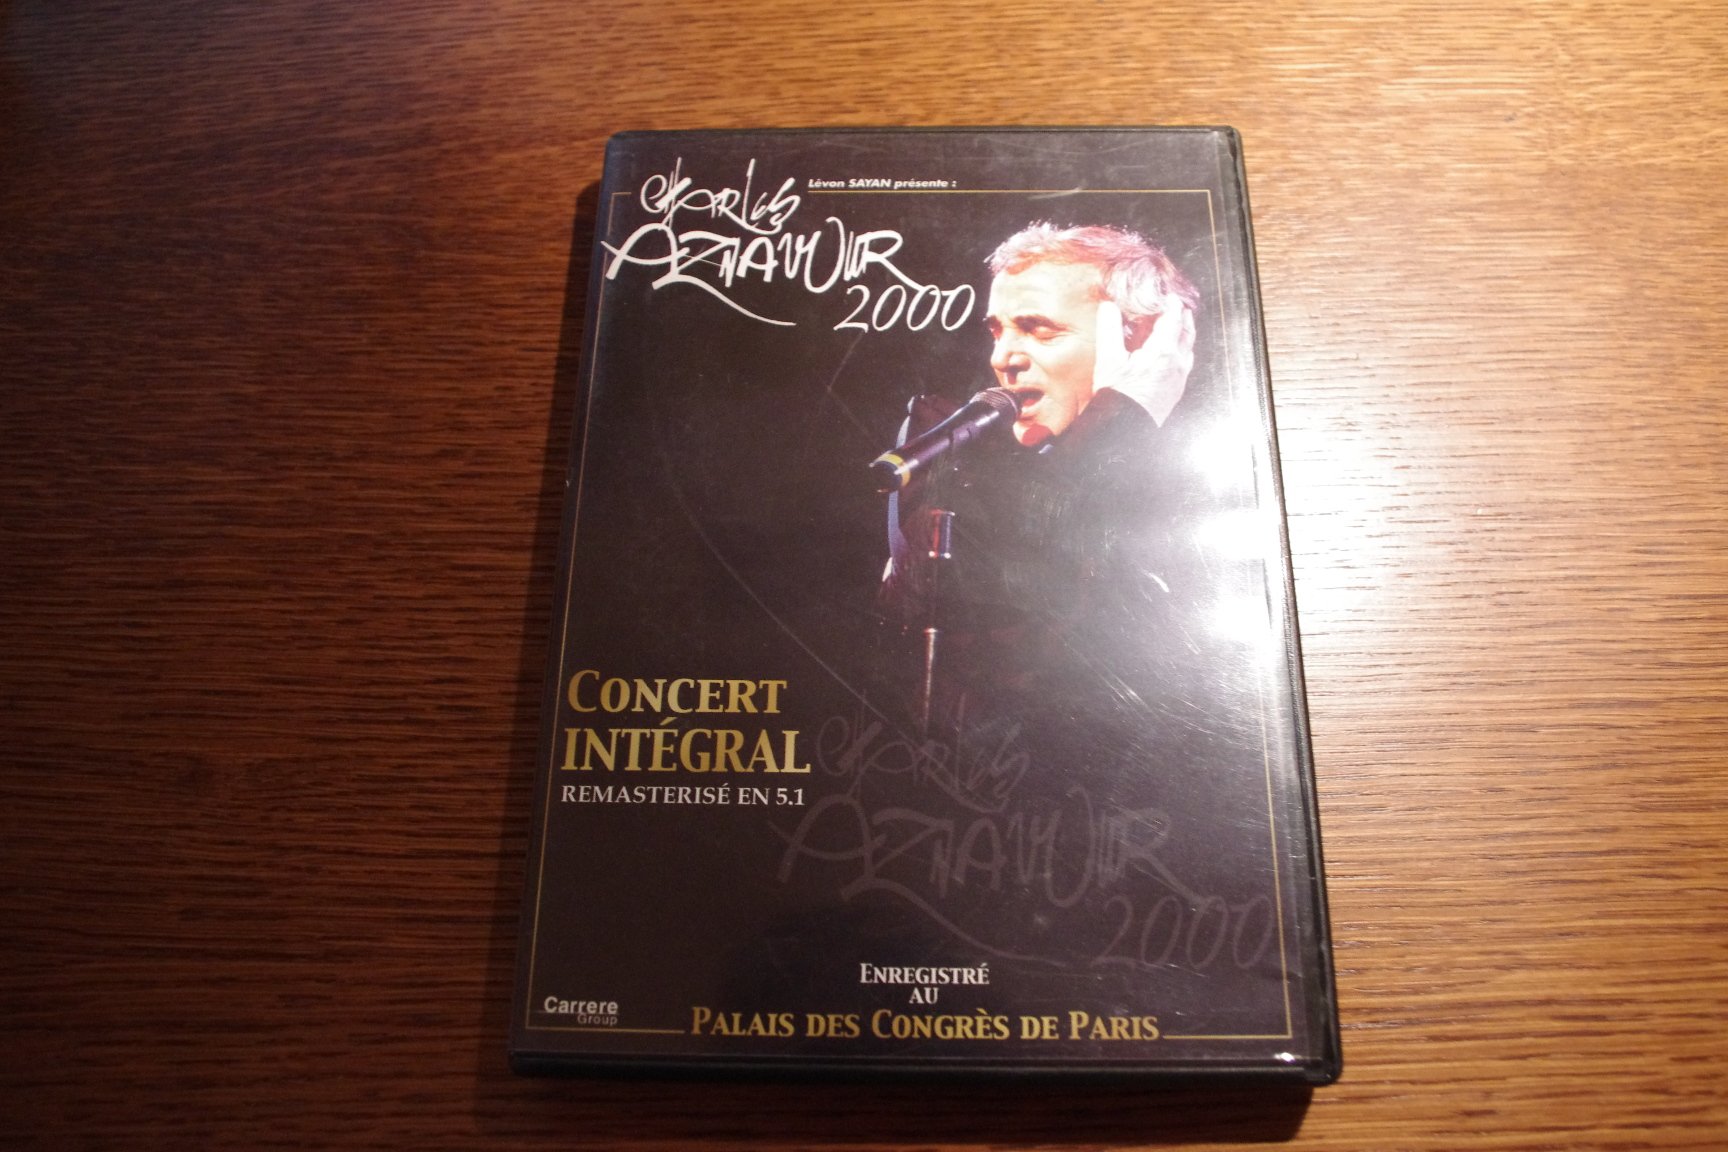 Lévon SAYAN présente :
CHARLES
AZNAVOUR
2000
CONCERT
INTÉGRAL
REMASTERISÉ EN 5.1
CHARLES
AZNAVOUR
2000
ENREGISTRÉ
AU
PALAIS DES CONGRÈS DE PARIS
Carrere
Group